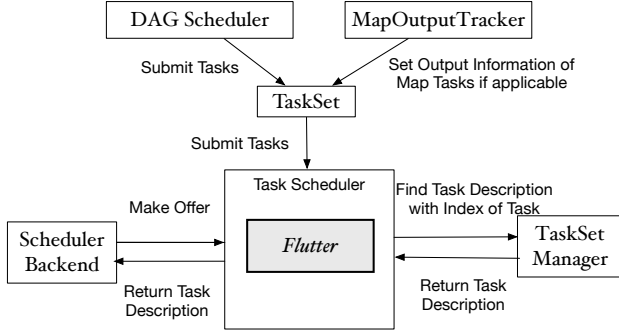 DAG Scheduler
MapOutputTracker
Submit Tasks
Set Output Information of
Map Tasks if applicable
TaskSet
Submit Tasks
Task Scheduler
Find Task Description
with Index of Task
Make Offer
Flutter
Scheduler
Backend
TaskSet
Manager
Return Task
Description
Return Task
Description